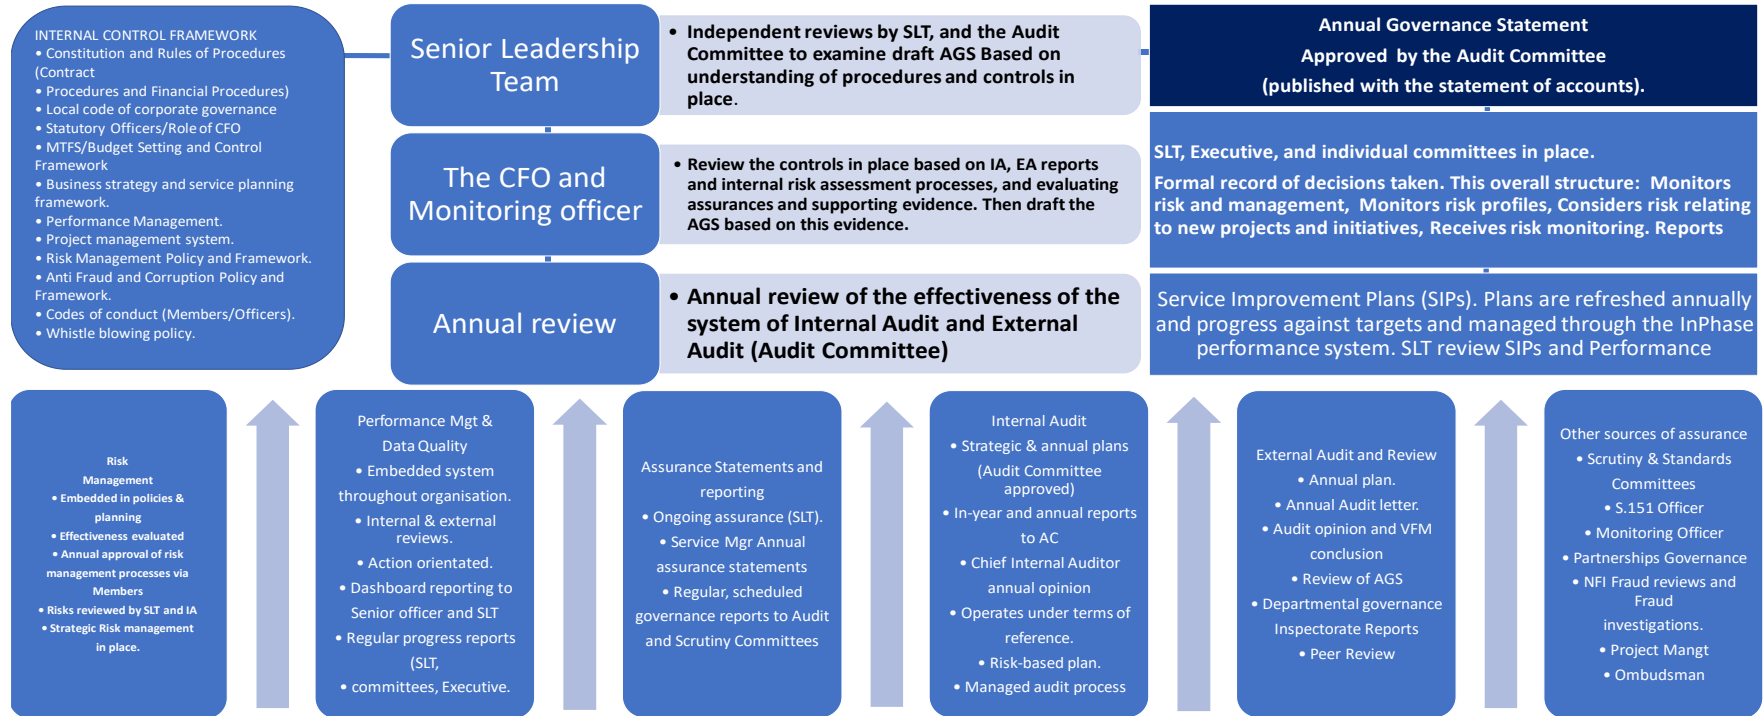 INTERNAL CONTROL FRAMEWORK
• Constitution and Rules of Procedures
(Contract
• Procedures and Financial Procedures)
• Local code of corporate governance
• Statutory Officers/Role of CFO
• MTFS/Budget Setting and Control
Framework
• Business strategy and service planning
framework.
• Performance Management.
• Project management system.
• Risk Management Policy and Framework.
• Anti Fraud and Corruption Policy and
Framework.
• Codes of conduct (Members/Officers).
• Whistle blowing policy.
Senior Leadership
Team
• Independent reviews by SLT, and the Audit
Committee to examine draft AGS Based on
understanding of procedures and controls in
place.
The CFO and
Monitoring officer
• Review the controls in place based on IA, EA reports
and internal risk assessment processes, and evaluating
assurances and supporting evidence. Then draft the
AGS based on this evidence.
Annual review
• Annual review of the effectiveness of the
system of Internal Audit and External
Audit (Audit Committee)
Annual Governance Statement
Approved by the Audit Committee
(published with the statement of accounts).
SLT, Executive, and individual committees in place.
Formal record of decisions taken. This overall structure: Monitors
risk and management, Monitors risk profiles, Considers risk relating
to new projects and initiatives, Receives risk monitoring. Reports
Service Improvement Plans (SIPs). Plans are refreshed annually
and progress against targets and managed through the InPhase
performance system. SLT review SIPs and Performance
Risk
Management
• Embedded in policies &
planning
• Effectiveness evaluated
• Annual approval of risk
management processes via
Members
• Risks reviewed by SLT and IA
• Strategic Risk management
in place.
Performance Mgt &
Data Quality
• Embedded system
throughout organisation.
• Internal & external
reviews.
• Action orientated.
• Dashboard reporting to
Senior officer and SLT
• Regular progress reports
(SLT,
• committees, Executive.
Assurance Statements and
reporting
• Ongoing assurance (SLT).
• Service Mgr Annual
assurance statements
• Regular, scheduled
governance reports to Audit
and Scrutiny Committees
Internal Audit
• Strategic & annual plans
(Audit Committee
approved)
• In-year and annual reports
to AC
• Chief Internal Auditor
annual opinion
• Operates under terms of
reference.
• Risk-based plan.
• Managed audit process
External Audit and Review
• Annual plan.
• Annual Audit letter.
• Audit opinion and VFM
conclusion
• Review of AGS
• Departmental governance
Inspectorate Reports
• Peer Review
Other sources of assurance
• Scrutiny & Standards
Committees
• S.151 Officer
• Monitoring Officer
• Partnerships Governance
• NFI Fraud reviews and
Fraud
investigations.
• Project Mangt
• Ombudsman